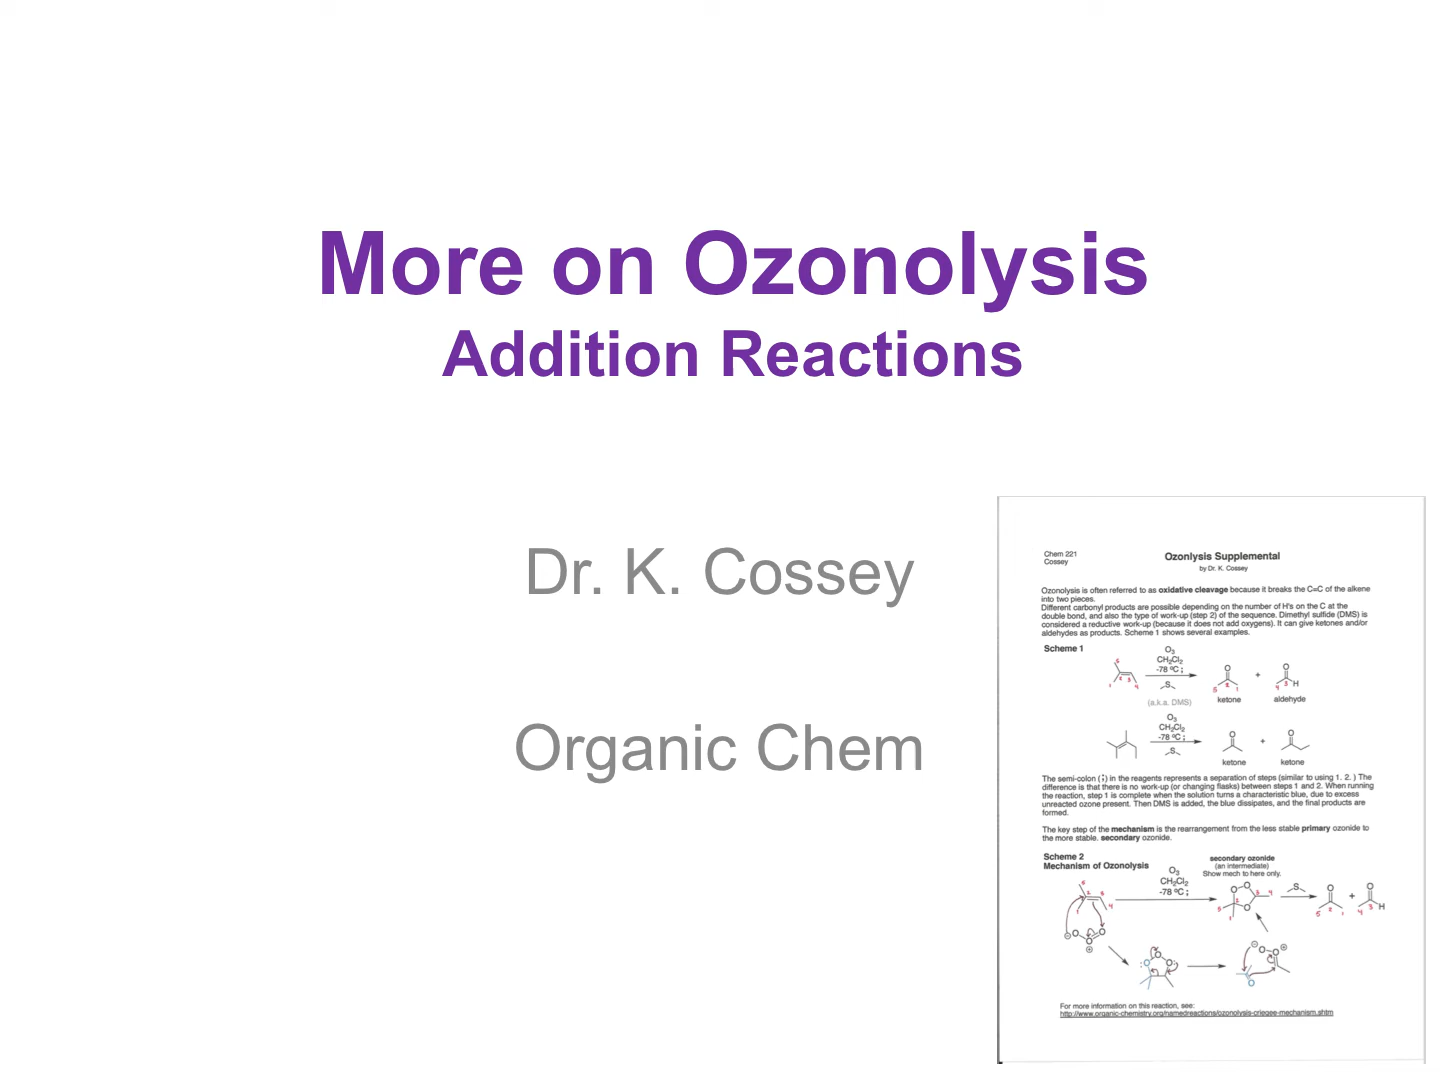 More on Ozonolysis
Addition Reactions
Dr. K. Cossey
Organic Chem
Chem 221
Cossey
Ozonlysis Supplemental
by Dr. K. Cossey
Ozonolysis is often referred to as oxidative cleavage because it breaks the C=C of the alkene
into two pieces.
Different carbonyl products are possible depending on the number of H's on the C at the
double bond, and also the type of work-up (step 2) of the sequence. Dimethyl sulfide (DMS) is
considered a reductive work-up (because it does not add oxygens). It can give ketones and/or
aldehydes as products. Scheme 1 shows several examples.
Scheme 1
O3
CH2Cl2
-78 ºC ;
S
(a.k.a. DMS)
O
5 2 1
ketone
+
O
4 3 H
aldehyde
O3
CH2Cl2
-78 ºC ;
S
O
ketone
+
O
ketone
The semi-colon (;) in the reagents represents a separation of steps (similar to using 1. 2. ) The
difference is that there is no work-up (or changing flasks) between steps 1 and 2. When running
the reaction, step 1 is complete when the solution turns a characteristic blue, due to excess
unreacted ozone present. Then DMS is added, the blue dissipates, and the final products are
formed.
The key step of the mechanism is the rearrangement from the less stable primary ozonide to
the more stable. secondary ozonide.
Scheme 2
Mechanism of Ozonolysis
O3
CH2Cl2
-78 ºC ;
secondary ozonide
(an intermediate)
Show mech to here only.
S
O
+
O
H
For more information on this reaction, see:
http://www.organic-chemistry.org/namedreactions/ozonolysis-criegee-mechanism.shtm